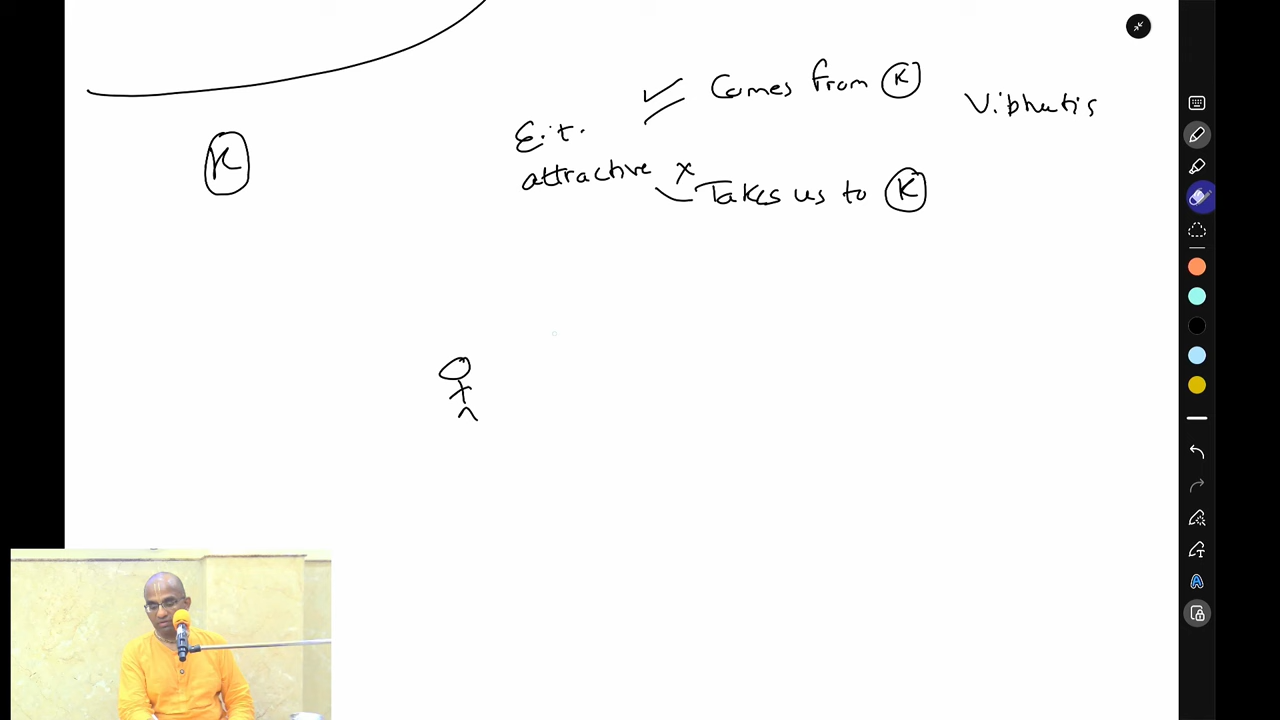 Comes from K
Vibhutis
E.t.
attractive x Takes us to K
K